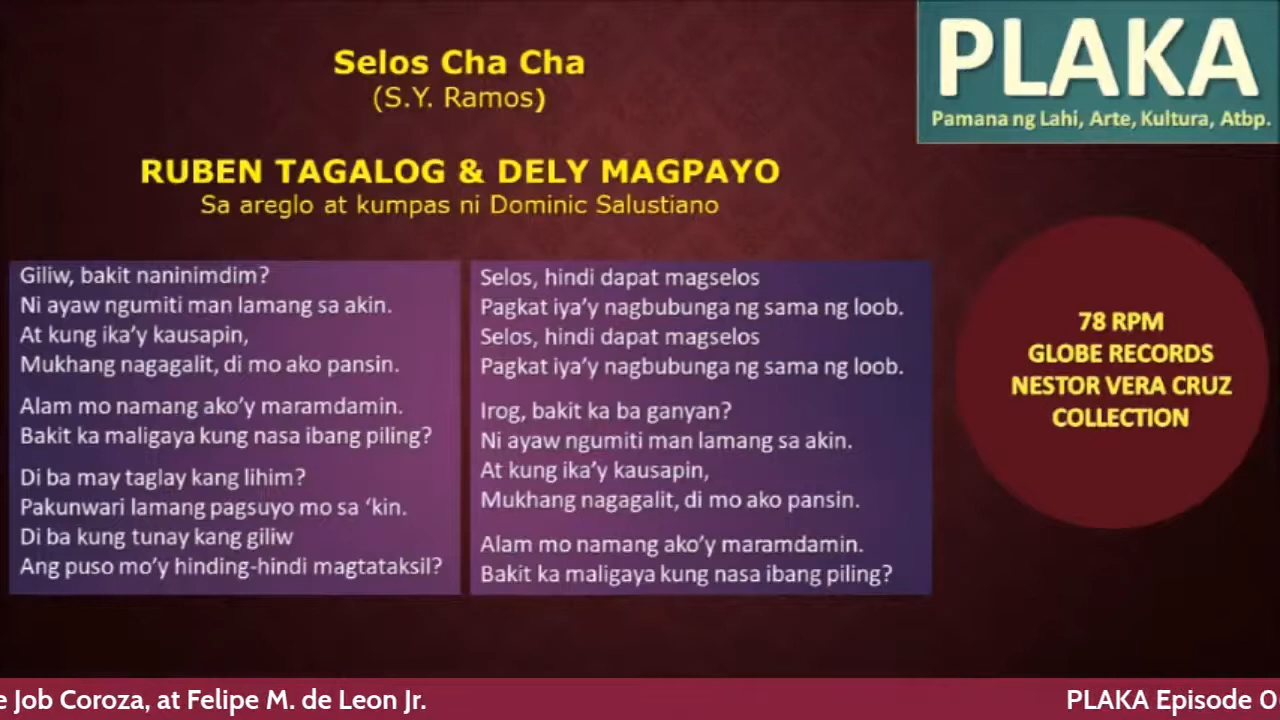 Selos Cha Cha
(S.Y. Ramos)
RUBEN TAGALOG & DELY MAGPAYO
Sa areglo at kumpas ni Dominic Salustiano
PLAKA
Pamana ng Lahi, Arte, Kultura, Atbp.
Giliw, bakit naninimdim?
Ni ayaw ngumiti man lamang sa akin.
At kung ika’y kausapin,
Mukhang nagagalit, di mo ako pansin.
Alam mo namang ako’y maramdamin.
Bakit ka maligaya kung nasa ibang piling?
Di ba may taglay kang lihim?
Pakunwari lamang pagsuyo mo sa ‘kin.
Di ba kung tunay kang giliw
Ang puso mo’y hinding-hindi magtataksil?
Selos, hindi dapat magselos
Pagkat iya’y nagbubunga ng sama ng loob.
Selos, hindi dapat magselos
Pagkat iya’y nagbubunga ng sama ng loob.
Irog, bakit ka ba ganyan?
Ni ayaw ngumiti man lamang sa akin.
At kung ika’y kausapin,
Mukhang nagagalit, di mo ako pansin.
Alam mo namang ako’y maramdamin.
Bakit ka maligaya kung nasa ibang piling?
78 RPM
GLOBE RECORDS
NESTOR VERA CRUZ
COLLECTION
e Job Coroza, at Felipe M. de Leon Jr.
PLAKA Episode 0